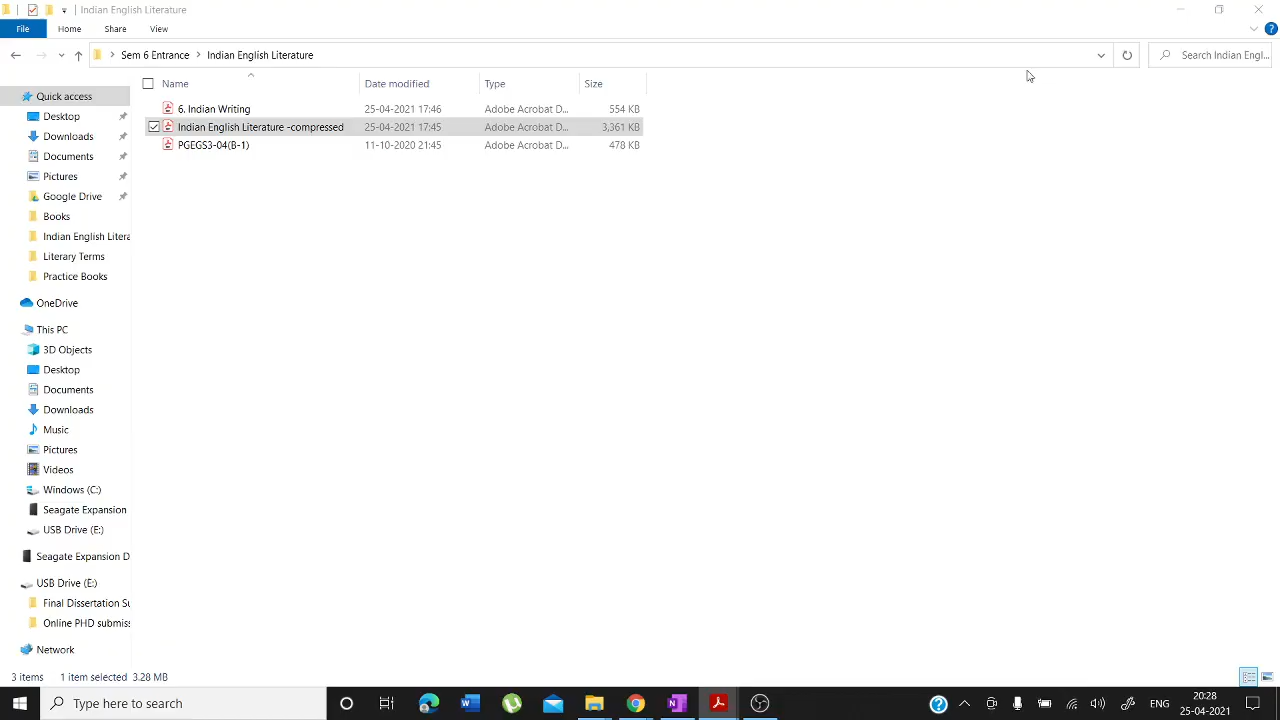 Indian English Literature
File Home Share View
Sem 6 Entrance Indian English Literature Search Indian Engl...
Name Date modified Type Size
6. Indian Writing 25-04-2021 17:46 Adobe Acrobat D... 554 KB
Indian English Literature -compressed 25-04-2021 17:45 Adobe Acrobat D... 3,361 KB
PGEGS3-04(B-1) 11-10-2020 21:45 Adobe Acrobat D... 478 KB
Quick access
Desktop
Downloads
Documents
Pictures
Google Drive
Books
Indian English Litera
Literary Terms
Practice Books
OneDrive
This PC
3D Objects
Desktop
Documents
Downloads
Music
Pictures
Videos
Windows (C:)
Seagate Expansion
USB Drive (E:)
Seagate Expansion D
USB Drive (E:)
Final Dissertation Su
Online PHD submiss
Network
3 items 1 item selected 3.28 MB
Type here to search ENG 20:28
25-04-2021